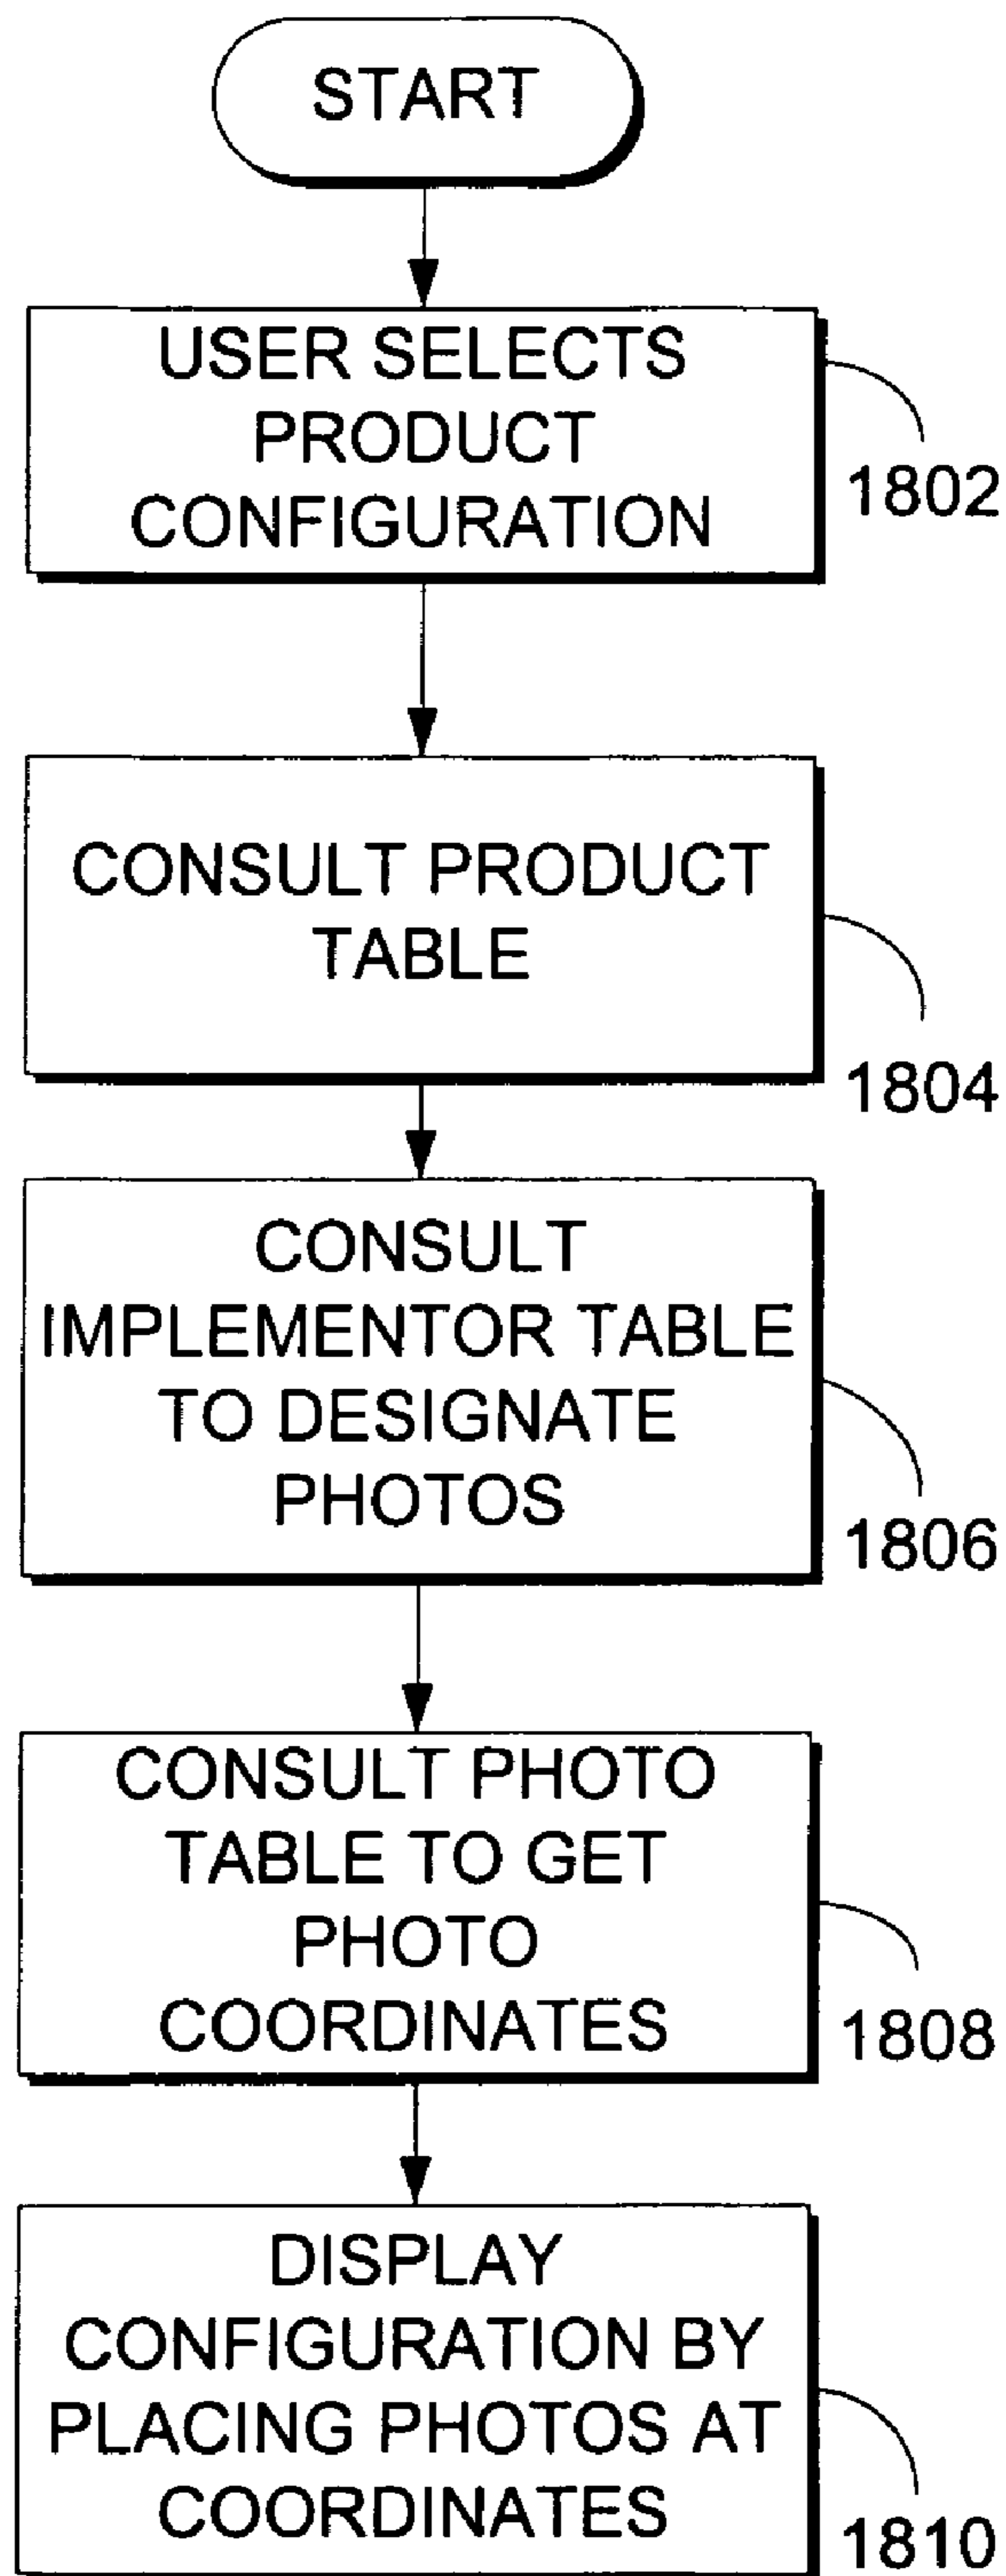 START
USER SELECTS
PRODUCT
CONFIGURATION
1802
CONSULT PRODUCT
TABLE
1804
CONSULT
IMPLEMENTOR TABLE
TO DESIGNATE
PHOTOS
1806
CONSULT PHOTO
TABLE TO GET
PHOTO
COORDINATES
1808
DISPLAY
CONFIGURATION BY
PLACING PHOTOS AT
COORDINATES
1810